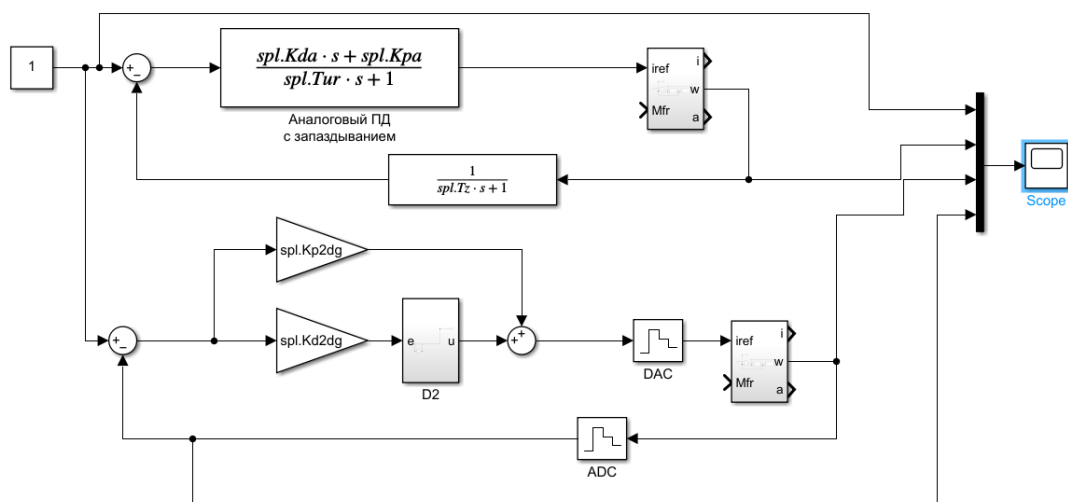 1
+
−
spl.Kda · s + spl.Kpa
spl.Tur · s + 1
Аналоговый ПД
с запаздыванием
iref
Mfr
i
w
a
1
spl.Tz · s + 1
Scope
spl.Kp2dg
+
−
spl.Kd2dg
e
u
D2
+
+
DAC
iref
Mfr
i
w
a
ADC